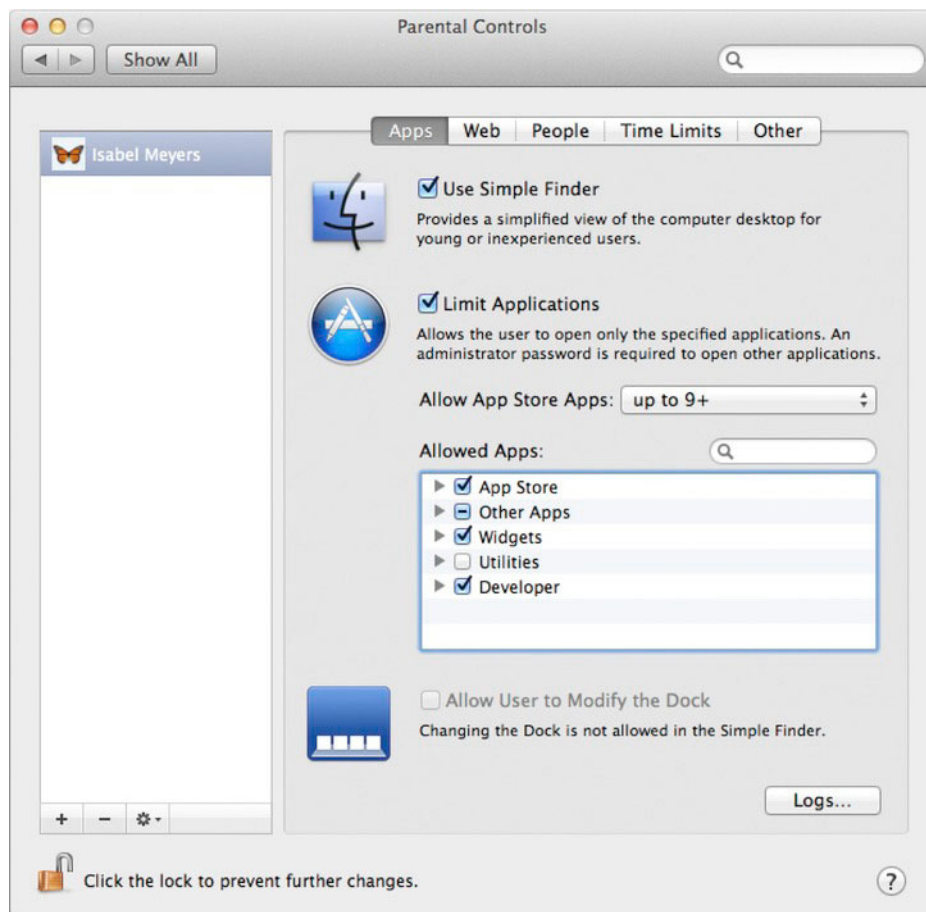 Parental Controls
Show All
Isabel Meyers
Apps Web People Time Limits Other
Use Simple Finder
Provides a simplified view of the computer desktop for
young or inexperienced users.
Limit Applications
Allows the user to open only the specified applications. An
administrator password is required to open other applications.
Allow App Store Apps: up to 9+
Allowed Apps:
App Store
Other Apps
Widgets
Utilities
Developer
Allow User to Modify the Dock
Changing the Dock is not allowed in the Simple Finder.
Logs...
Click the lock to prevent further changes.
?